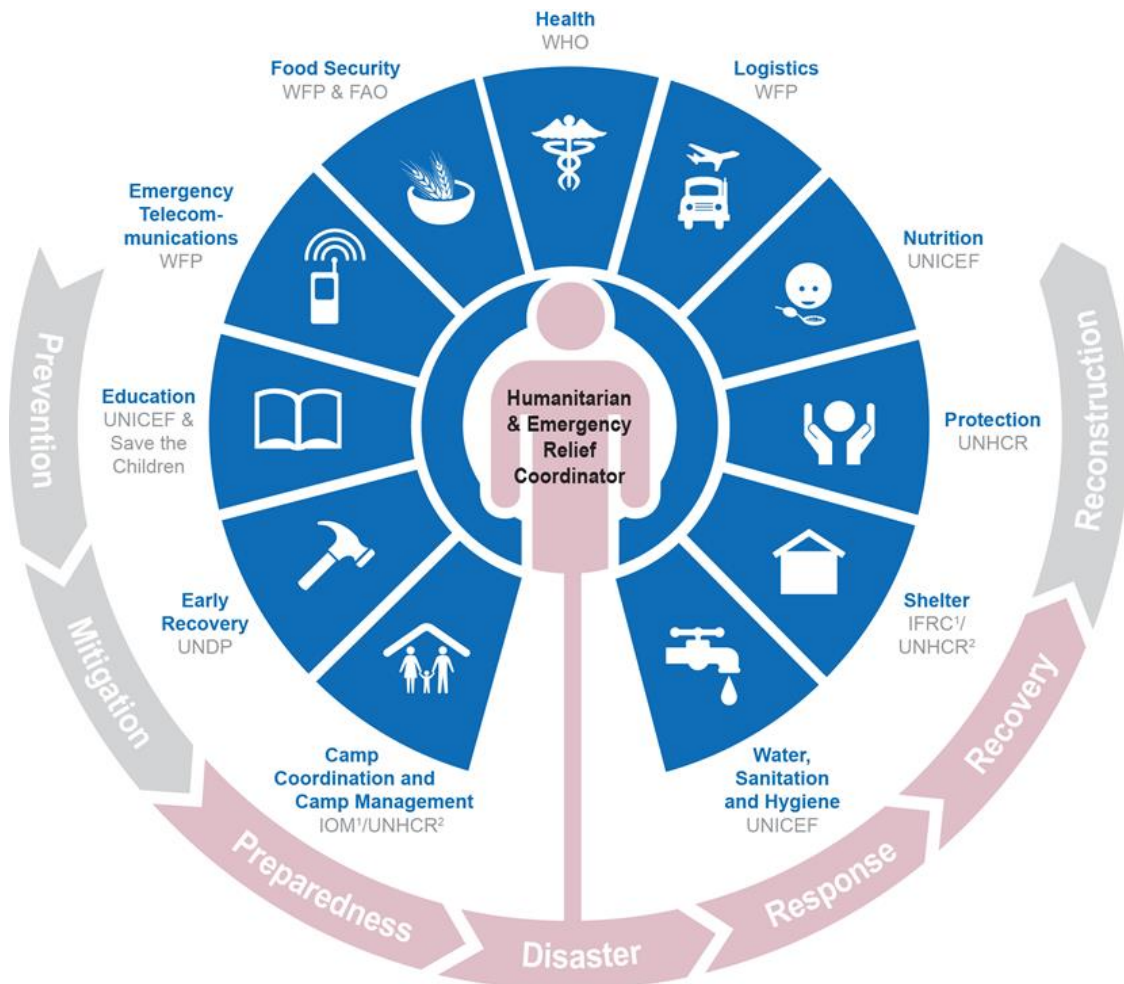 Health
WHO
Logistics
WFP
Nutrition
UNICEF
Protection
UNHCR
Shelter
IFRC¹/
UNHCR²
Water,
Sanitation
and Hygiene
UNICEF
Camp
Coordination and
Camp Management
IOM¹/UNHCR²
Early
Recovery
UNDP
Education
UNICEF &
Save the
Children
Emergency
Telecom-
munications
WFP
Food Security
WFP & FAO
Humanitarian
& Emergency
Relief
Coordinator
Prevention
Mitigation
Preparedness
Disaster
Response
Recovery
Reconstruction